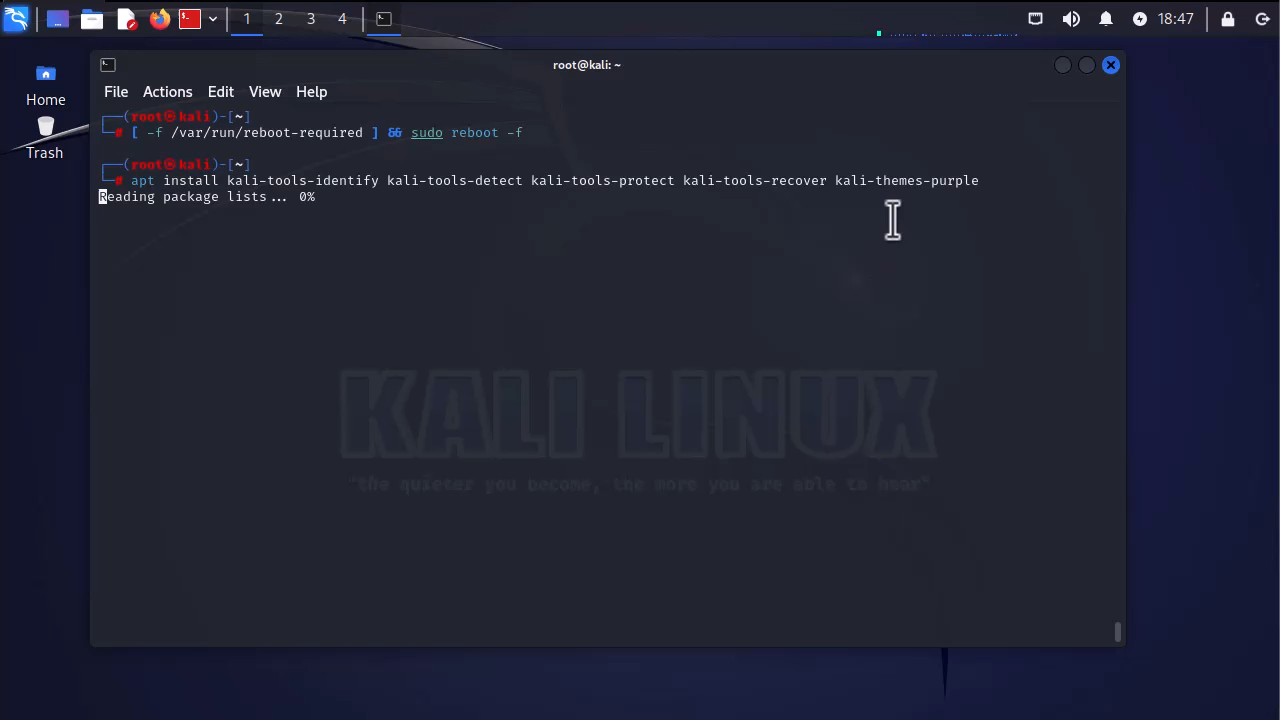 1 2 3 4 18:47
root@kali: ~
File Actions Edit View Help
Home
Trash
┌──(root㉿kali)-[~]
└─# [ -f /var/run/reboot-required ] && sudo reboot -f
┌──(root㉿kali)-[~]
└─# apt install kali-tools-identify kali-tools-detect kali-tools-protect kali-tools-recover kali-themes-purple
Reading package lists... 0%
KALI LINUX
"the quieter you become, the more you are able to hear"